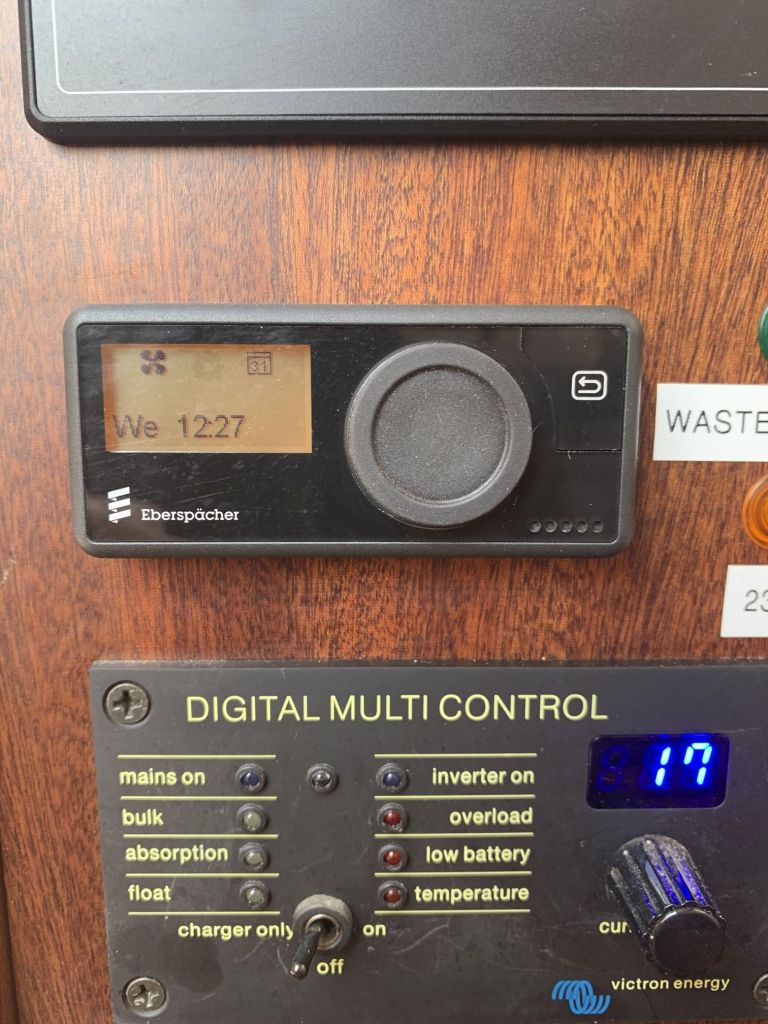 31
We 12:27
Eberspächer
WASTE
23
DIGITAL MULTI CONTROL
17
mains on
inverter on
bulk
overload
absorption
low battery
float
temperature
charger only
on
off
cur
victron energy